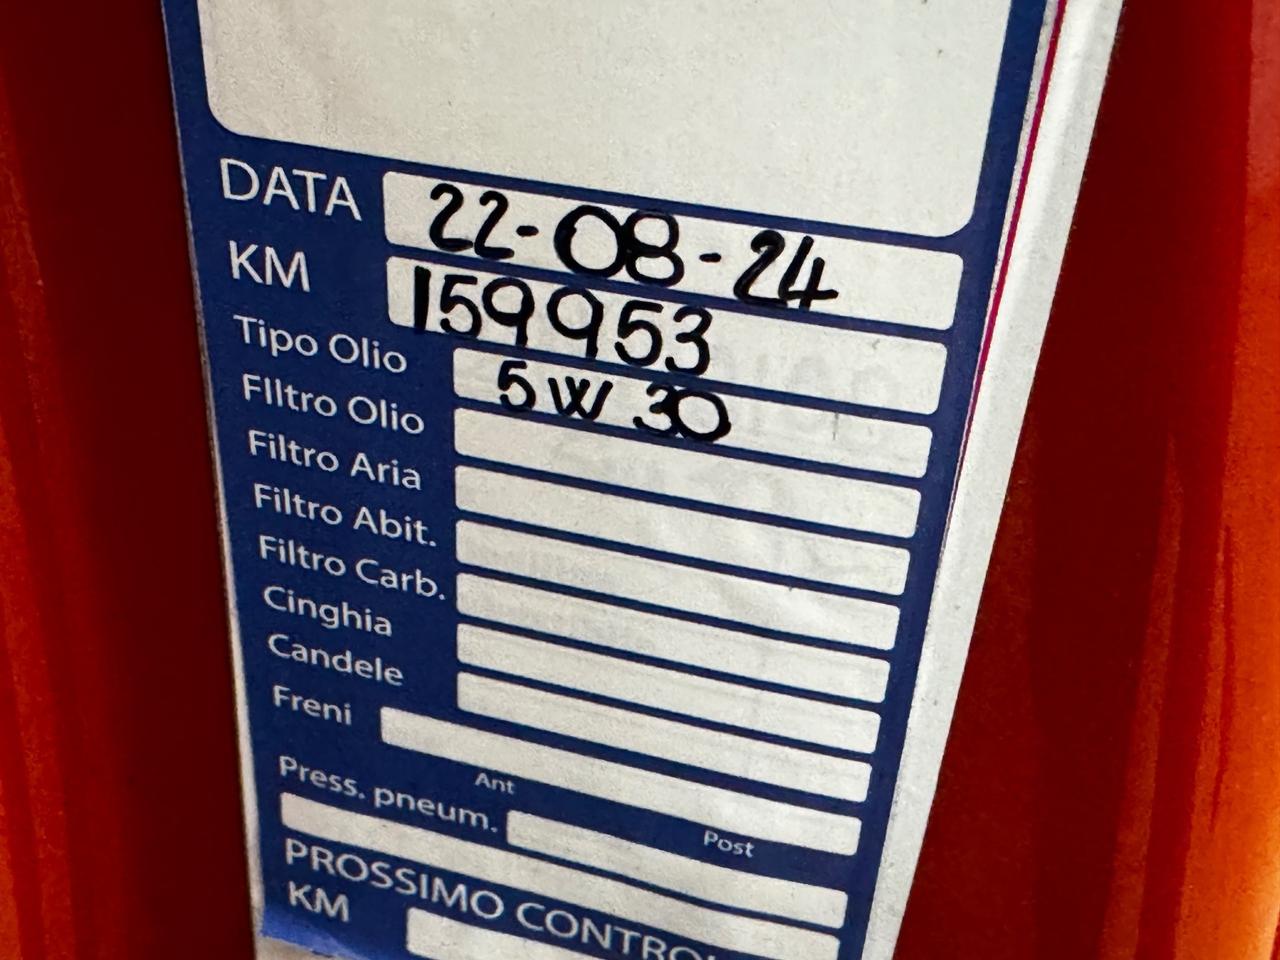 DATA 22-08-24
KM 159953
Tipo Olio 5W30
FIltro Olio
Filtro Aria
Filtro Abit.
Filtro Carb.
Cinghia
Candele
Freni
Ant Post
Press. pneum.
PROSSIMO
KM